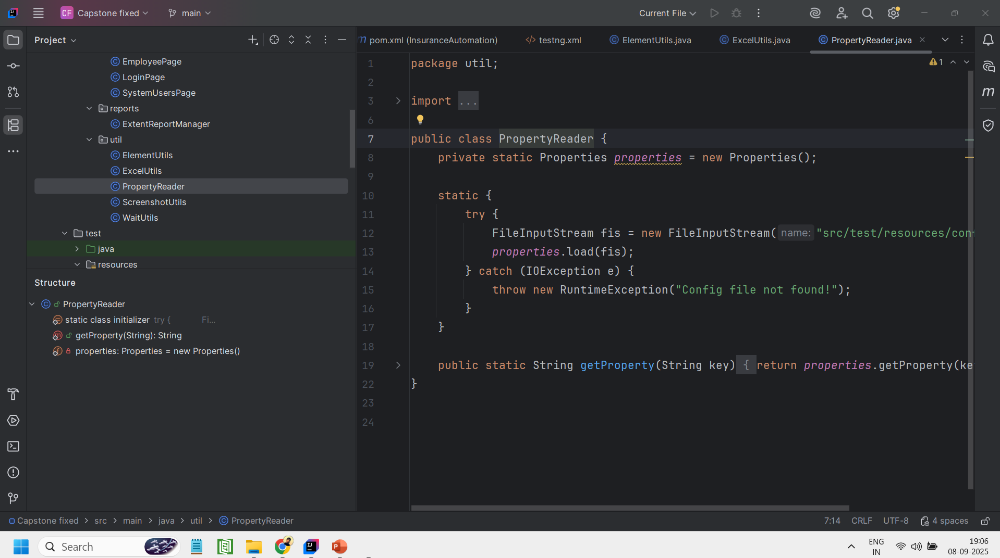 CF Capstone fixed main Current File
Project
pom.xml (InsuranceAutomation) testng.xml ElementUtils.java ExcelUtils.java PropertyReader.java
EmployeePage
LoginPage
SystemUsersPage
reports
ExtentReportManager
util
ElementUtils
ExcelUtils
PropertyReader
ScreenshotUtils
WaitUtils
test
java
resources
Structure
PropertyReader
static class initializer try { Fi...
getProperty(String): String
properties: Properties = new Properties()
1 package util;
1
2
3 import ...
6
7 public class PropertyReader {
8 private static Properties properties = new Properties();
9
10 static {
11 try {
12 FileInputStream fis = new FileInputStream( name: "src/test/resources/conf
13 properties.load(fis);
14 } catch (IOException e) {
15 throw new RuntimeException("Config file not found!");
16 }
17 }
18
19 public static String getProperty(String key) { return properties.getProperty(ke
22 }
23
24
Capstone fixed > src > main > java > util > PropertyReader 7:14 CRLF UTF-8 4 spaces
Search
ENG
IN
19:06
08-09-2025